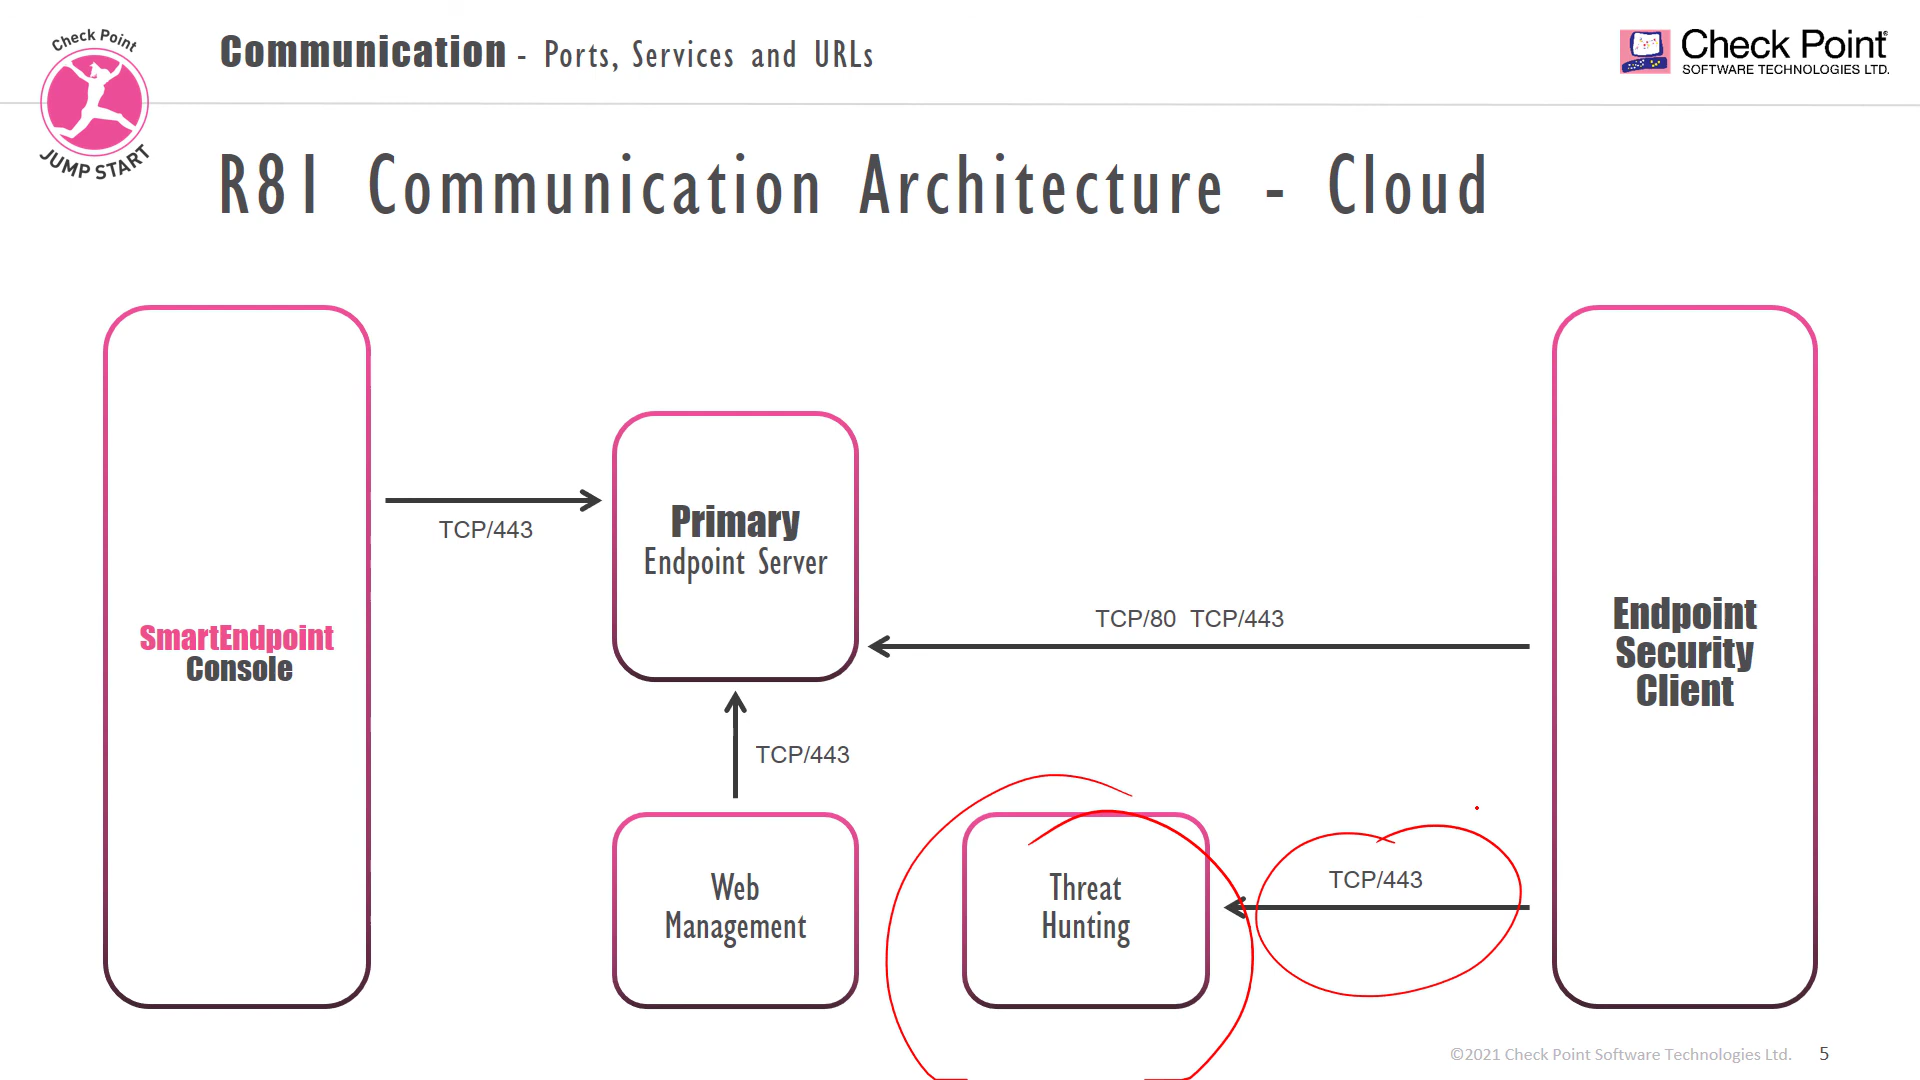 Check Point
JUMP START
Communication - Ports, Services and URLs
Check Point
SOFTWARE TECHNOLOGIES LTD.
R81 Communication Architecture - Cloud
SmartEndpoint
Console
TCP/443
Primary
Endpoint Server
TCP/80 TCP/443
Endpoint
Security
Client
TCP/443
Web
Management
Threat
Hunting
TCP/443
©2021 Check Point Software Technologies Ltd. 5